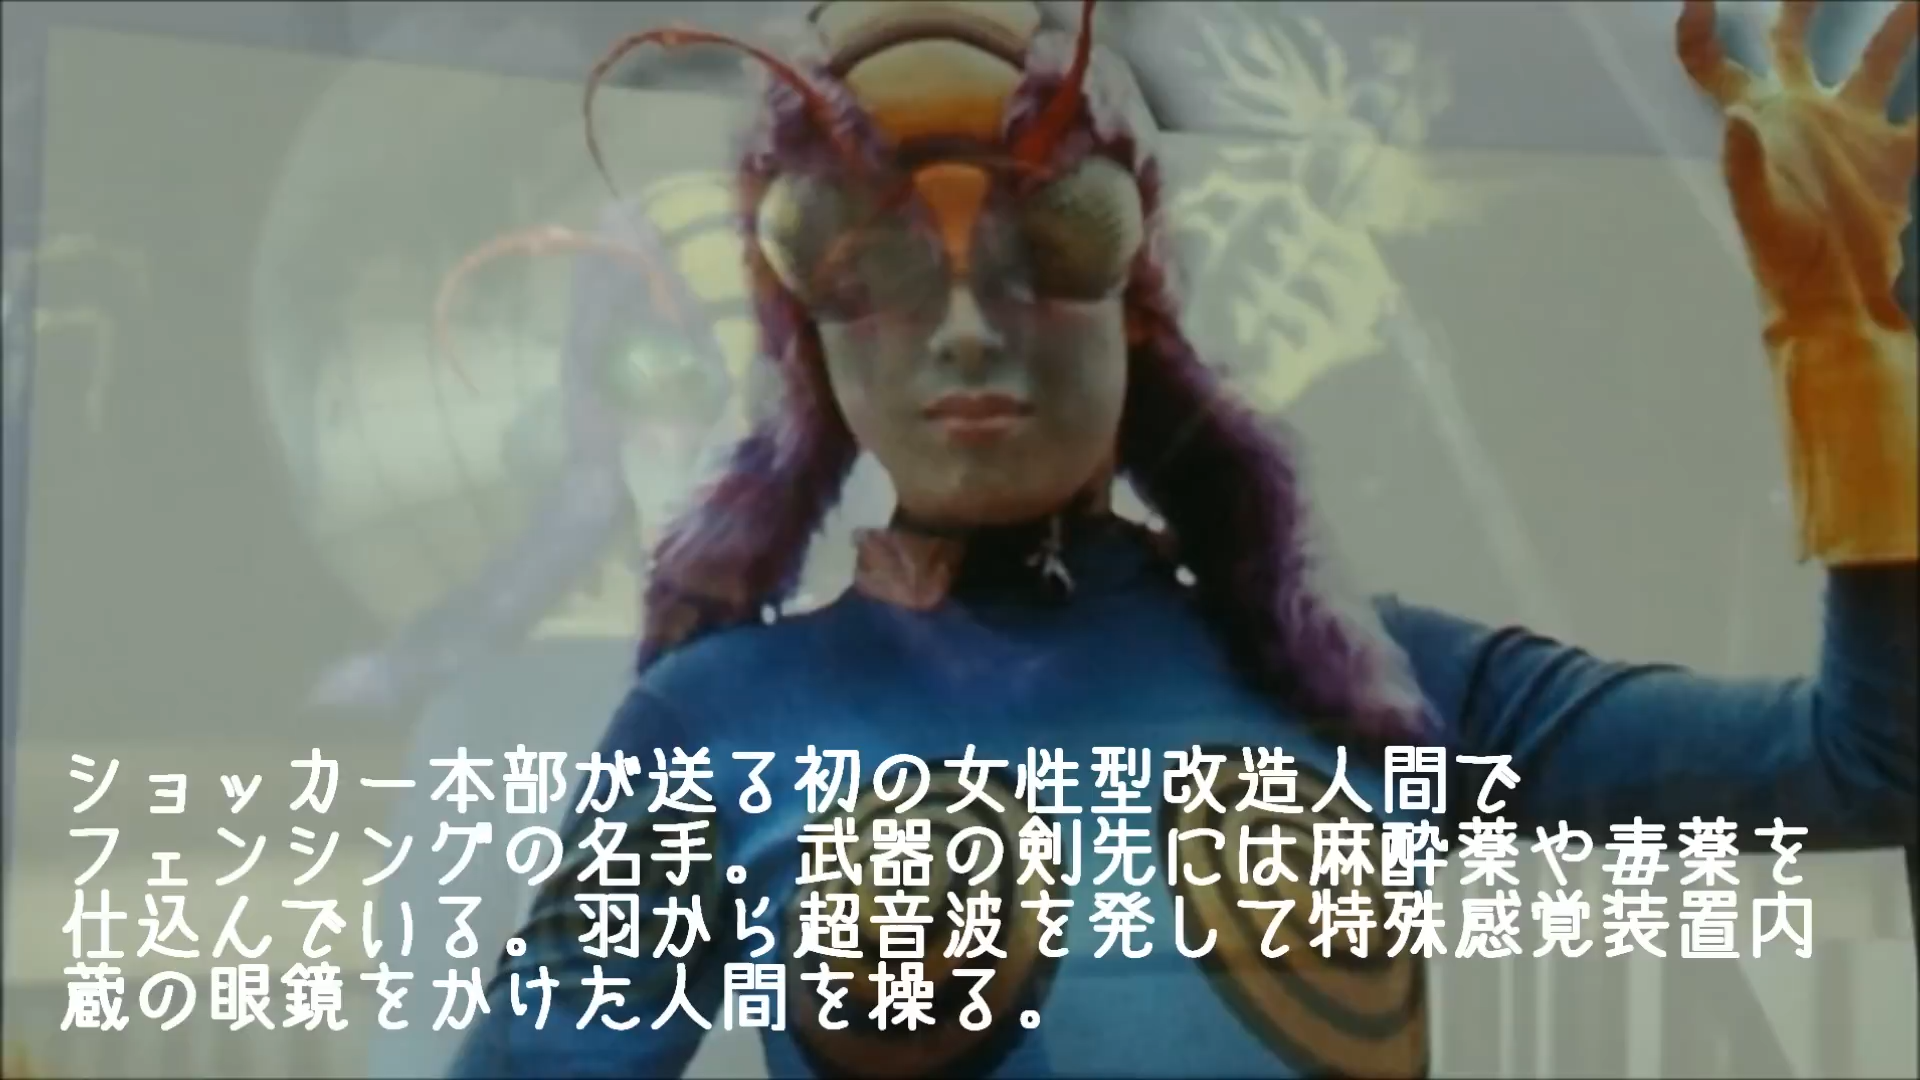 ショッカー本部が送る初の女性型改造人間で
フェンシングの名手。武器の剣先には麻酔薬や毒薬を
仕込んでいる。羽から超音波を発して特殊感覚装置内
蔵の眼鏡をかけた人間を操る。